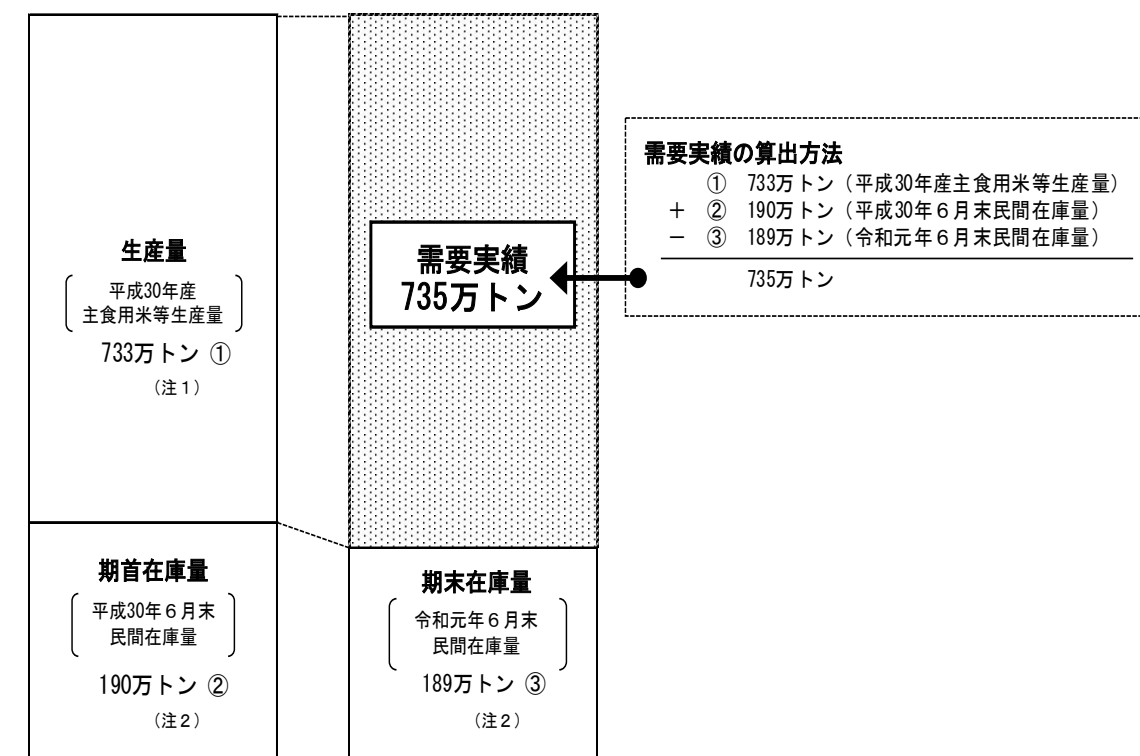 生産量
平成30年産
主食用米等生産量
733万トン ①
（注１）
期首在庫量
平成30年６月末
民間在庫量
190万トン ②
（注２）
需要実績
735万トン
期末在庫量
令和元年６月末
民間在庫量
189万トン ③
（注２）
需要実績の算出方法
① 733万トン（平成30年産主食用米等生産量）
＋ ② 190万トン（平成30年６月末民間在庫量）
－ ③ 189万トン（令和元年６月末民間在庫量）
735万トン